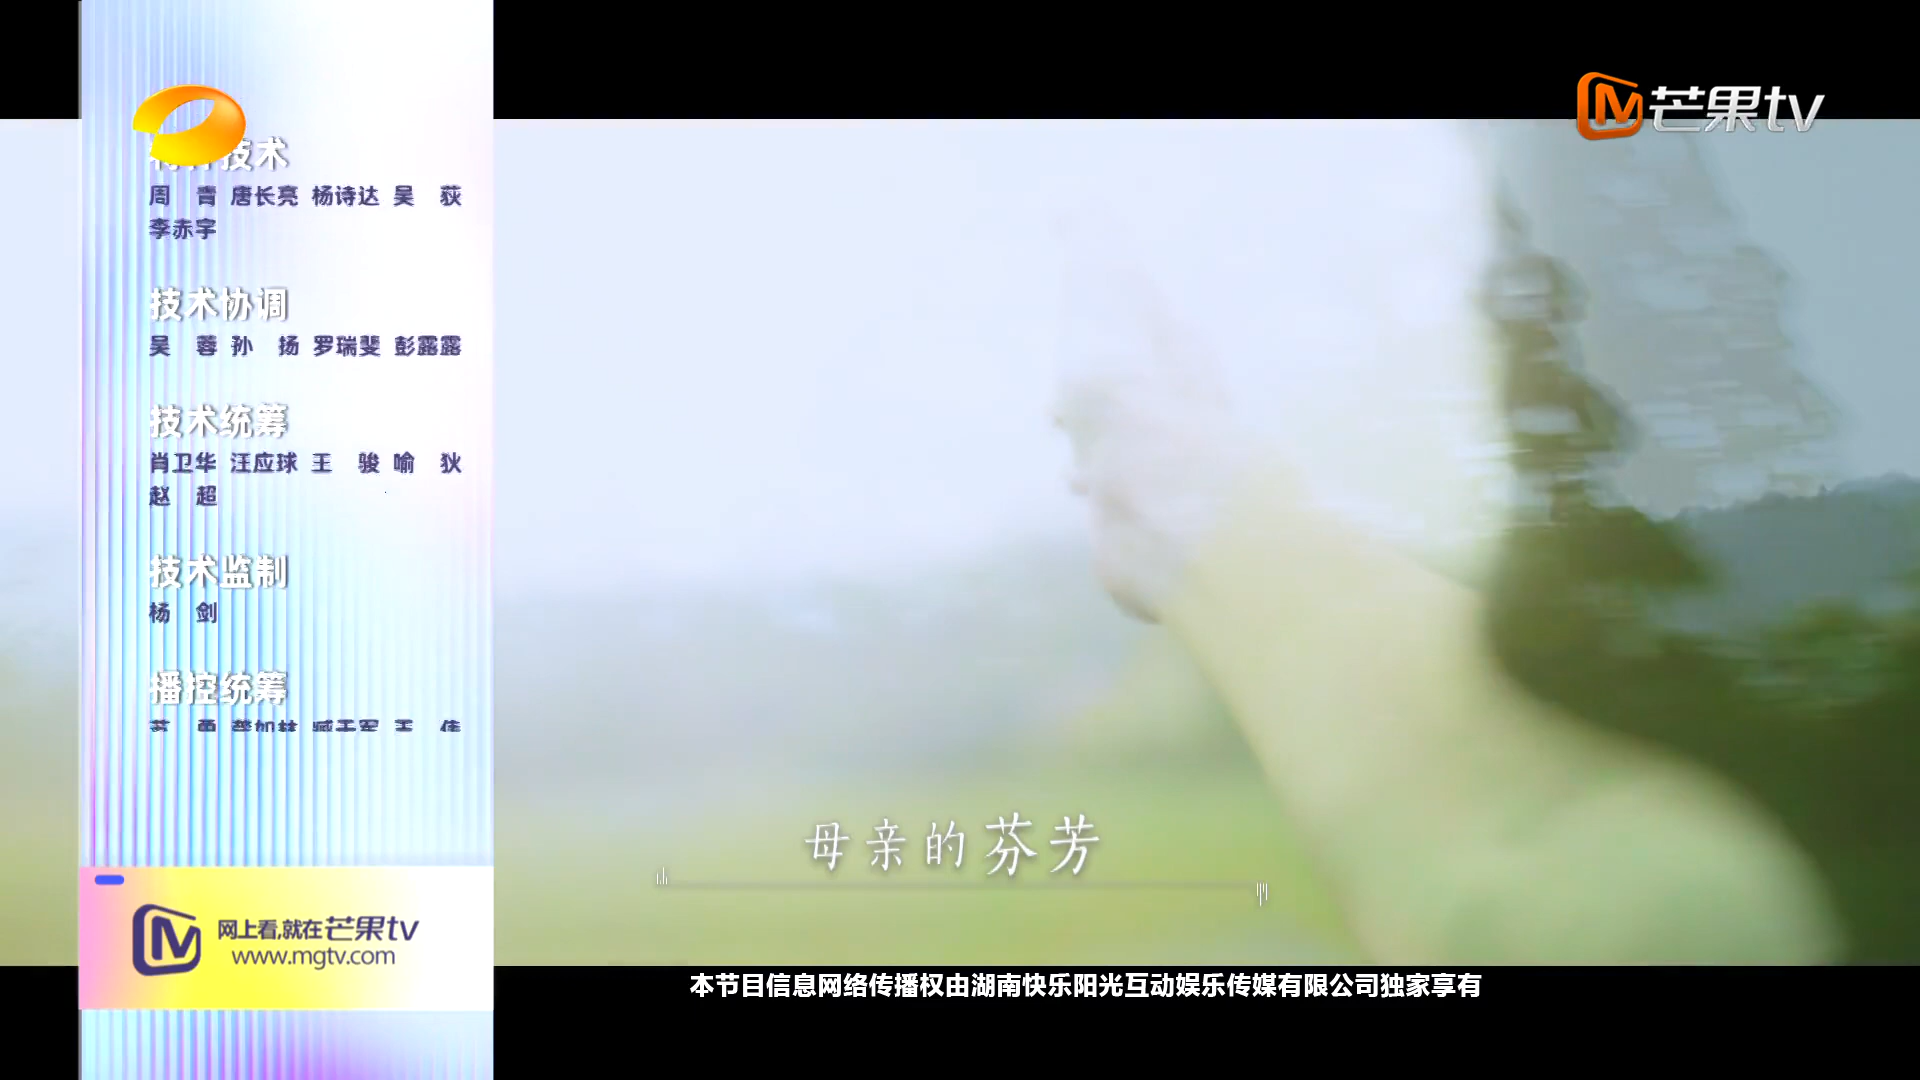 芒果tv
技术
周 青 唐长亮 杨诗达 吴 荻
李赤宇
技术协调
吴 蓉 孙 扬 罗瑞斐 彭露露
技术统筹
肖卫华 汪应球 王 骏 喻 狄
赵 超
技术监制
杨 剑
播控统筹
母亲的芬芳
网上看,就在芒果tv
www.mgtv.com
本节目信息网络传播权由湖南快乐阳光互动娱乐传媒有限公司独家享有